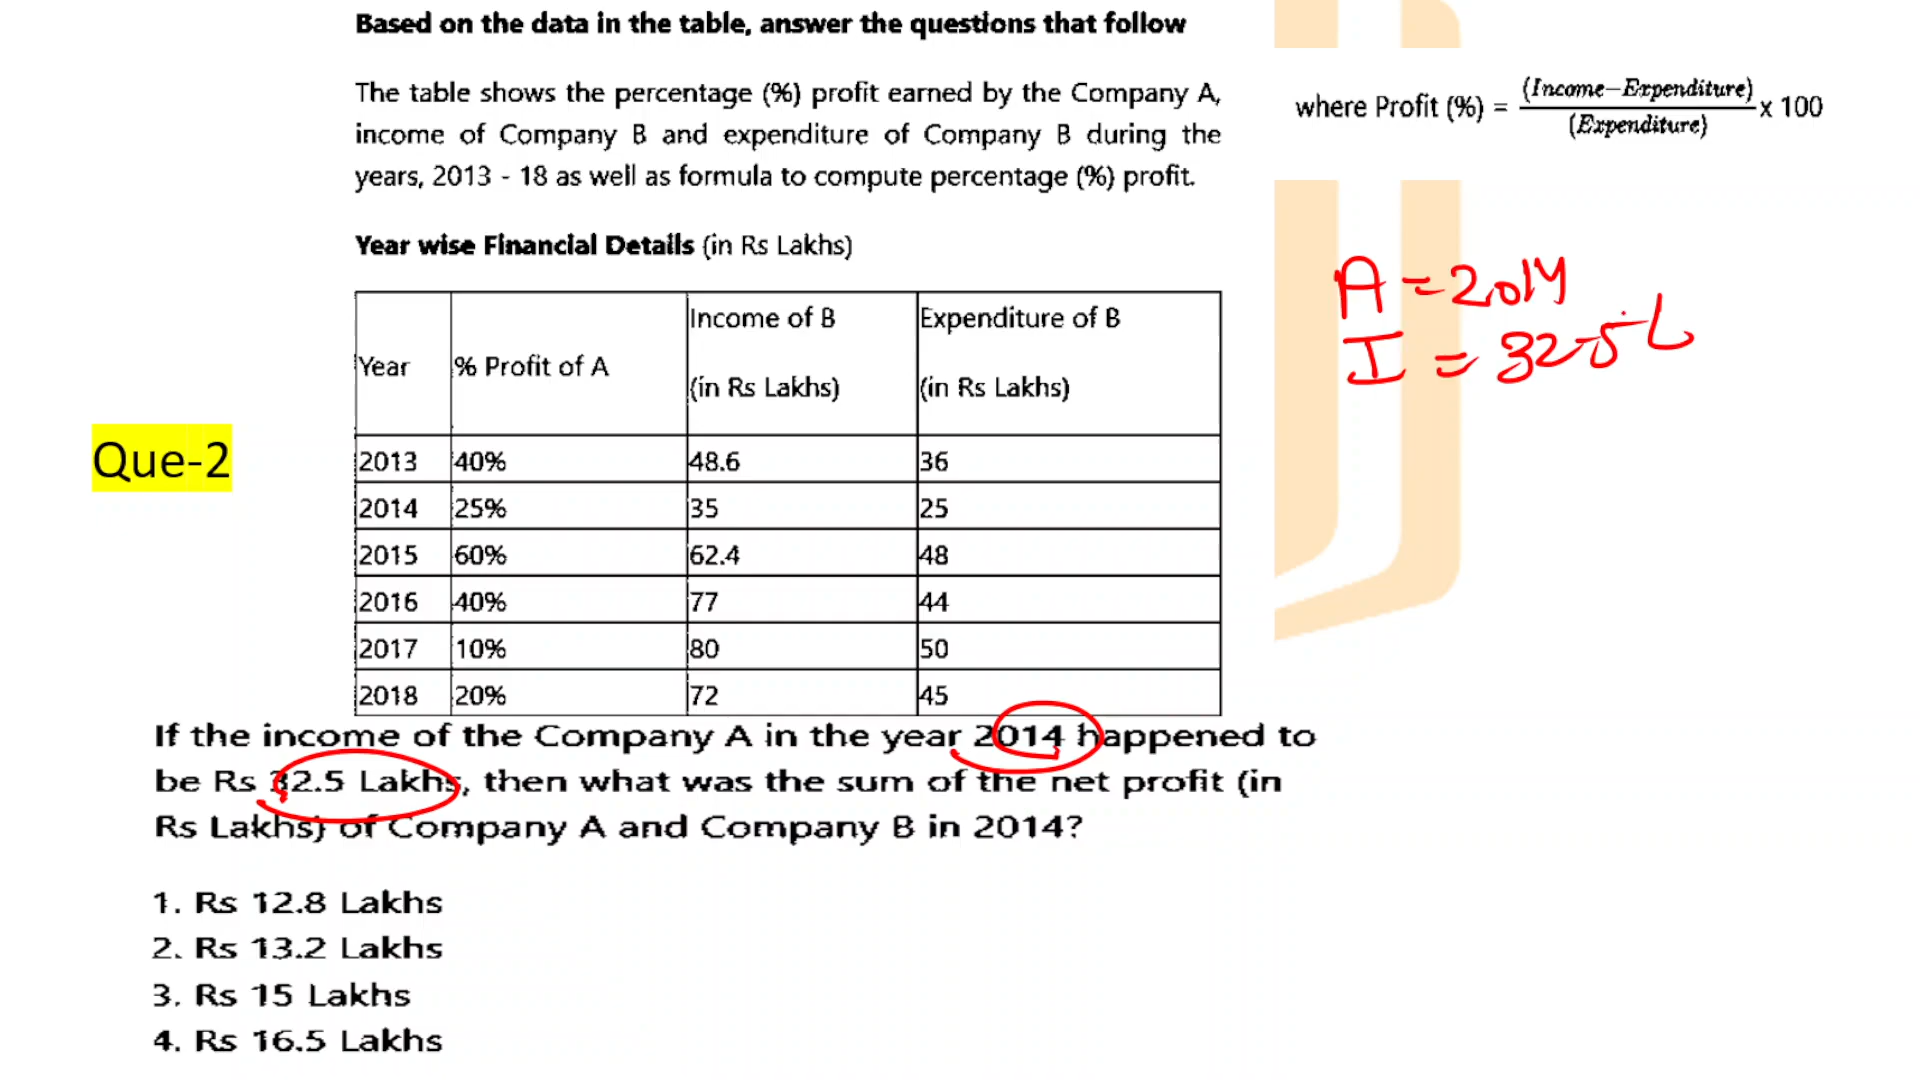 Based on the data in the table, answer the questions that follow
The table shows the percentage (%) profit earned by the Company A,
income of Company B and expenditure of Company B during the
years, 2013 - 18 as well as formula to compute percentage (%) profit.
where Profit (%) = (Income−Expenditure) / (Expenditure) x 100
Year wise Financial Details (in Rs Lakhs)
Year | % Profit of A | Income of B (in Rs Lakhs) | Expenditure of B (in Rs Lakhs)
2013 | 40% | 48.6 | 36
2014 | 25% | 35 | 25
2015 | 60% | 62.4 | 48
2016 | 40% | 77 | 44
2017 | 10% | 80 | 50
2018 | 20% | 72 | 45
A = 2014
I = 32.5L
Que-2
If the income of the Company A in the year 2014 happened to
be Rs 32.5 Lakhs, then what was the sum of the net profit (in
Rs Lakhs) of Company A and Company B in 2014?
1. Rs 12.8 Lakhs
2. Rs 13.2 Lakhs
3. Rs 15 Lakhs
4. Rs 16.5 Lakhs